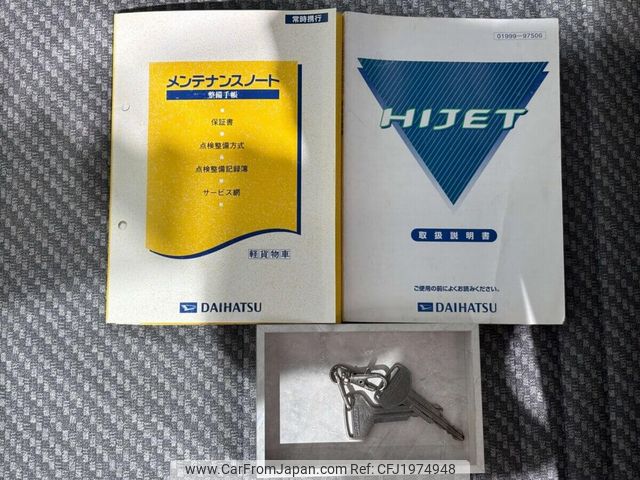 常時携行
メンテナンスノート
整備手帳
保証書
点検整備方式
点検整備記録簿
サービス網
軽貨物車
DAIHATSU
01999-97506
HIJET
取扱説明書
ご使用の前によくお読みください。
DAIHATSU
www.CarFromJapan.com Ref:CFJ1974948